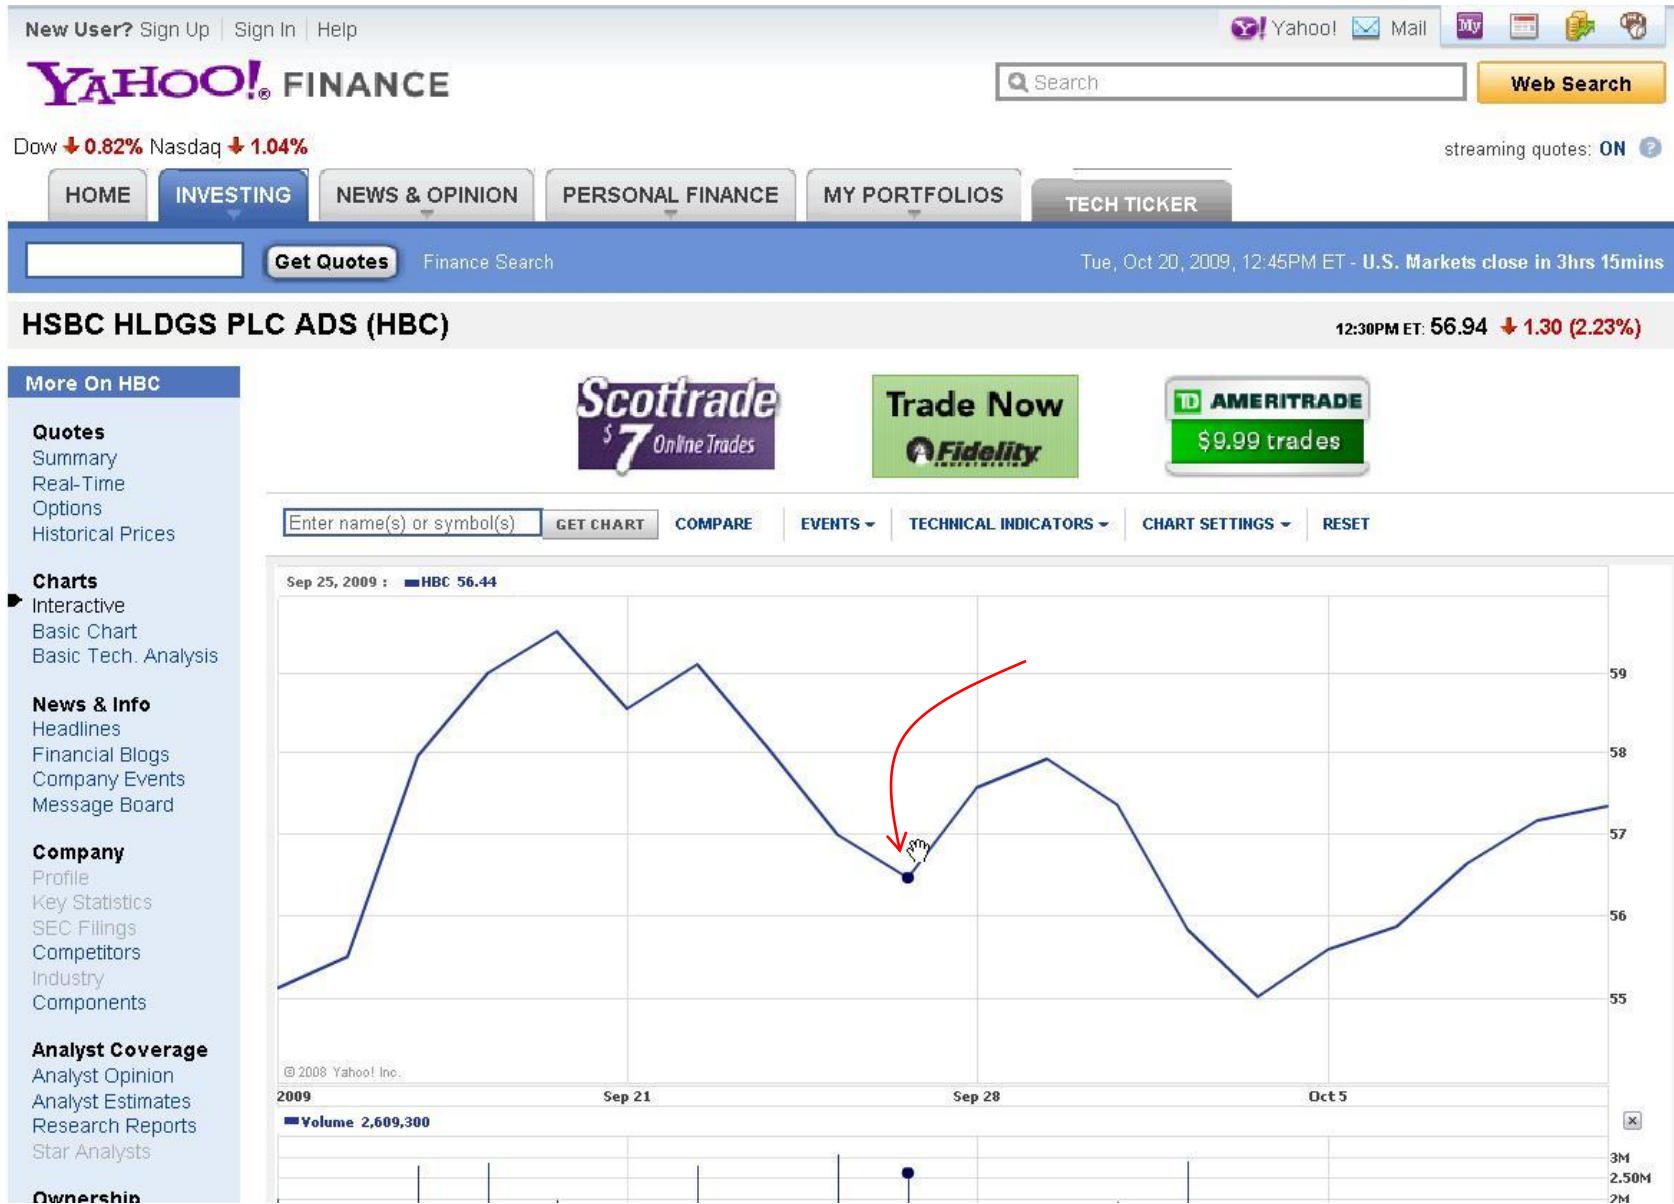 New User? Sign Up Sign In Help
Yahoo! Mail My
YAHOO!® FINANCE
Search Web Search
Dow 0.82% Nasdaq 1.04%
streaming quotes: ON ?
HOME INVESTING NEWS & OPINION PERSONAL FINANCE MY PORTFOLIOS TECH TICKER
Get Quotes Finance Search Tue, Oct 20, 2009, 12:45PM ET - U.S. Markets close in 3hrs 15mins
HSBC HLDGS PLC ADS (HBC) 12:30PM ET: 56.94 1.30 (2.23%)
More On HBC
Quotes
Summary
Real-Time
Options
Historical Prices
Charts
Interactive
Basic Chart
Basic Tech. Analysis
News & Info
Headlines
Financial Blogs
Company Events
Message Board
Company
Profile
Key Statistics
SEC Filings
Competitors
Industry
Components
Analyst Coverage
Analyst Opinion
Analyst Estimates
Research Reports
Star Analysts
Ownership
Scottrade
$7 Online Trades
Trade Now
Fidelity
INVESTMENTS
TD AMERITRADE
$9.99 trades
Enter name(s) or symbol(s) GET CHART COMPARE EVENTS TECHNICAL INDICATORS CHART SETTINGS RESET
Sep 25, 2009 : HBC 56.44
59
58
57
56
55
© 2008 Yahoo! Inc.
2009 Sep 21 Sep 28 Oct 5
Volume 2,609,300
3M
2.50M
2M